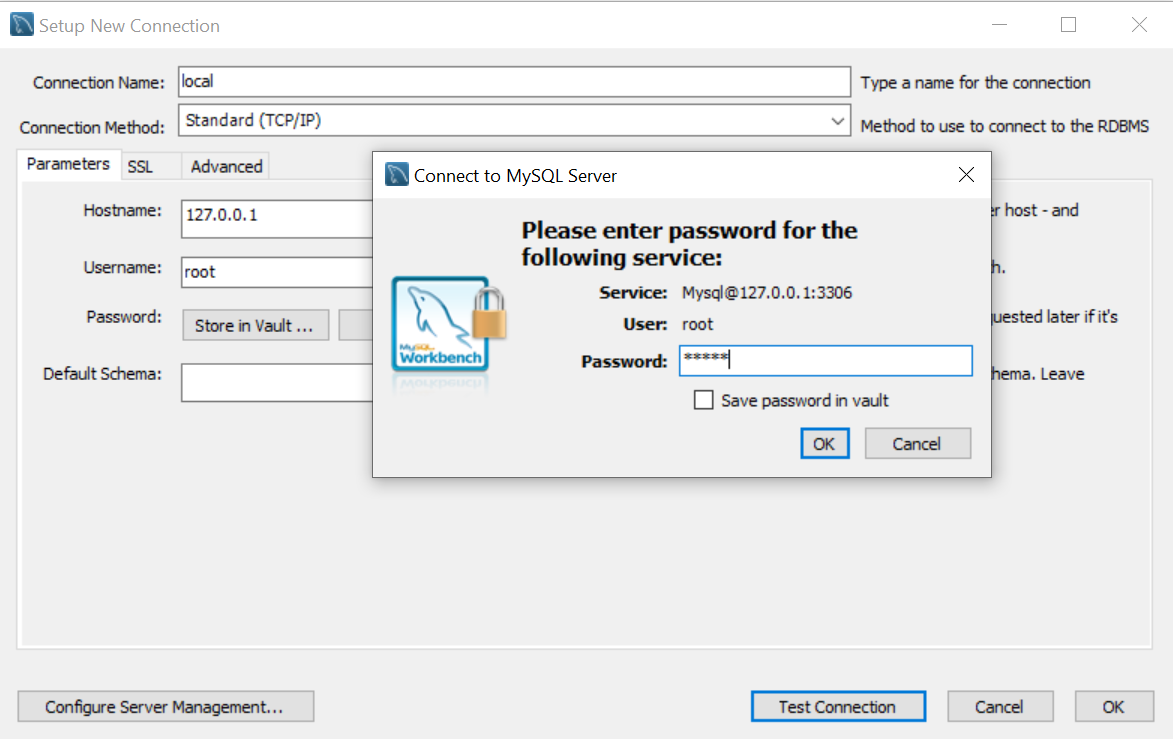 Setup New Connection
Connection Name: local Type a name for the connection
Connection Method: Standard (TCP/IP) Method to use to connect to the RDBMS
Parameters SSL Advanced
Hostname: 127.0.0.1 host - and
Username: root
Password: Store in Vault ... later if it's
Default Schema: Leave
Connect to MySQL Server
Please enter password for the
following service:
Service: Mysql@127.0.0.1:3306
User: root
Password: *****
Save password in vault
OK Cancel
MySQL
Workbench
Configure Server Management... Test Connection Cancel OK